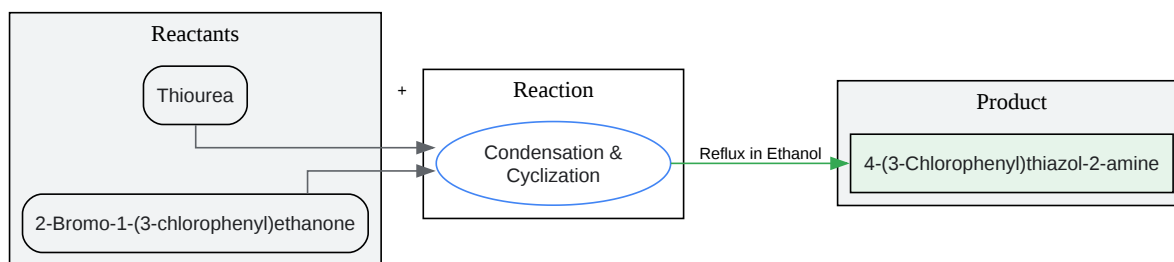 Reactants
Thiourea
2-Bromo-1-(3-chlorophenyl)ethanone
+
Reaction
Condensation &
Cyclization
Reflux in Ethanol
Product
4-(3-Chlorophenyl)thiazol-2-amine